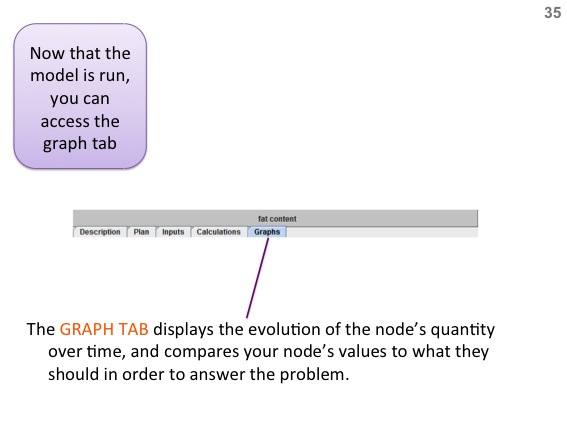 35
Now that the
model is run,
you can
access the
graph tab
fat content
Description Plan Inputs Calculations Graphs
The GRAPH TAB displays the evolution of the node's quantity
over time, and compares your node's values to what they
should in order to answer the problem.